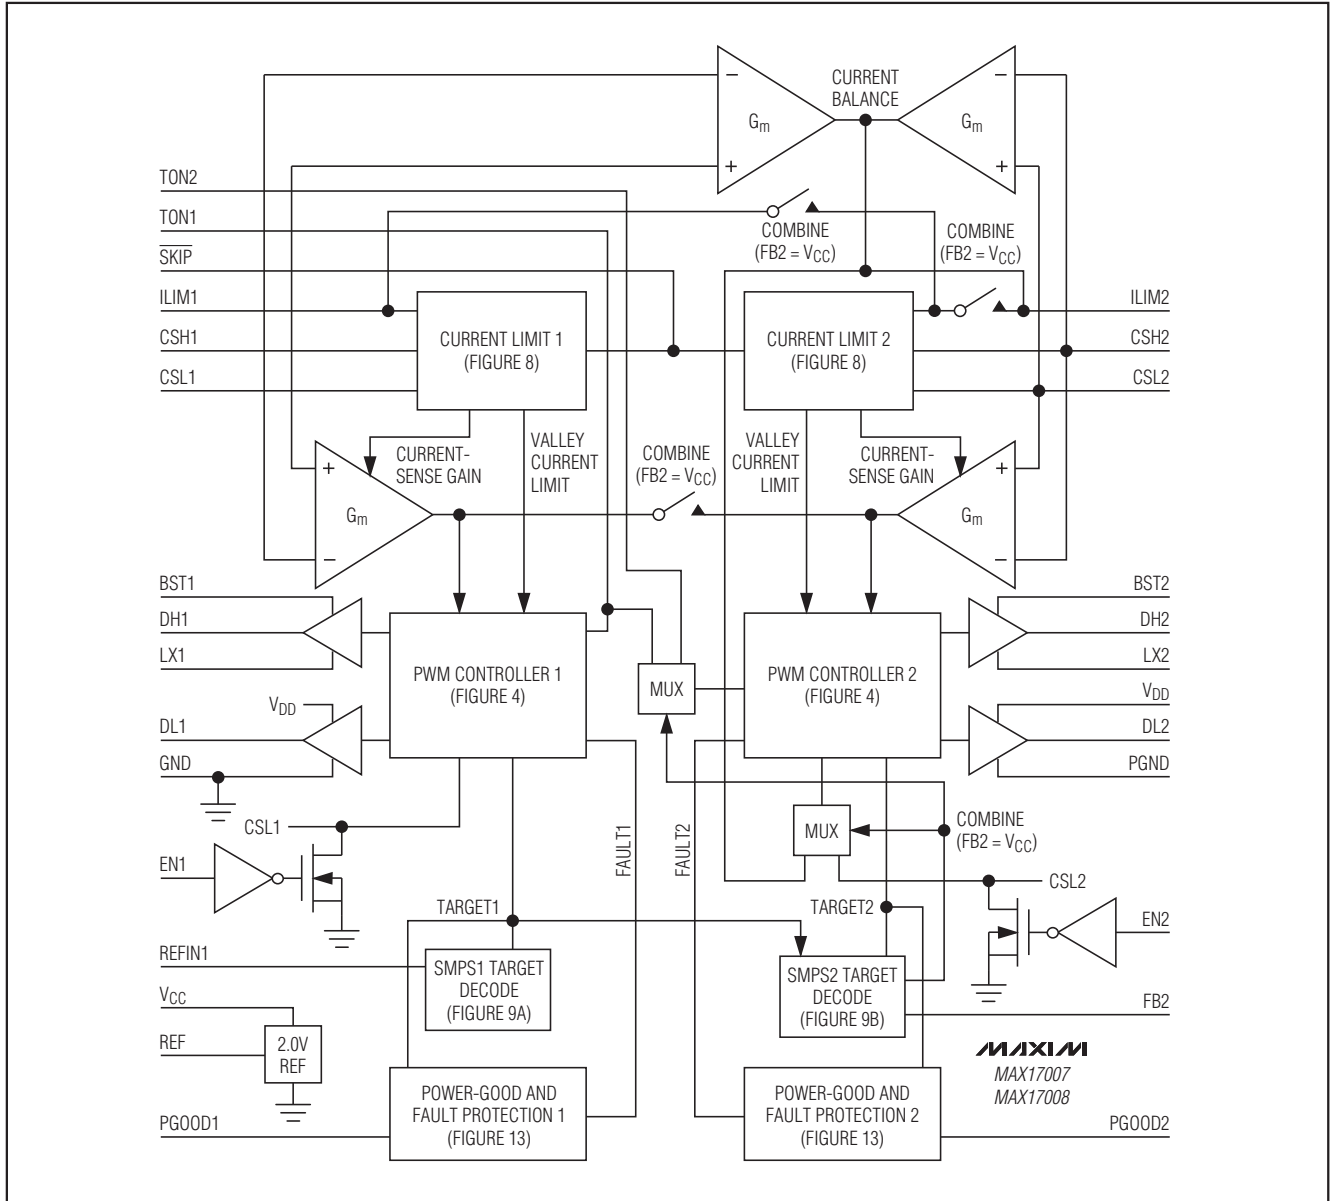 CURRENT
BALANCE
−
−
Gm
Gm
+
+
TON2
TON1
SKIP
ILIM1
CSH1
CSL1
COMBINE
(FB2 = VCC)
COMBINE
(FB2 = VCC)
ILIM2
CSH2
CSL2
CURRENT LIMIT 1
(FIGURE 8)
CURRENT LIMIT 2
(FIGURE 8)
CURRENT-
SENSE GAIN
VALLEY
CURRENT
LIMIT
COMBINE
(FB2 = VCC)
VALLEY
CURRENT
LIMIT
CURRENT-
SENSE GAIN
+
Gm
−
+
Gm
−
BST1
DH1
LX1
VDD
DL1
GND
PWM CONTROLLER 1
(FIGURE 4)
MUX
PWM CONTROLLER 2
(FIGURE 4)
BST2
DH2
LX2
VDD
DL2
PGND
CSL1
EN1
FAULT1
FAULT2
MUX
COMBINE
(FB2 = VCC)
CSL2
EN2
TARGET1
TARGET2
REFIN1
SMPS1 TARGET
DECODE
(FIGURE 9A)
SMPS2 TARGET
DECODE
(FIGURE 9B)
FB2
VCC
REF
2.0V
REF
MAXIM
MAX17007
MAX17008
PGOOD1
POWER-GOOD AND
FAULT PROTECTION 1
(FIGURE 13)
POWER-GOOD AND
FAULT PROTECTION 2
(FIGURE 13)
PGOOD2